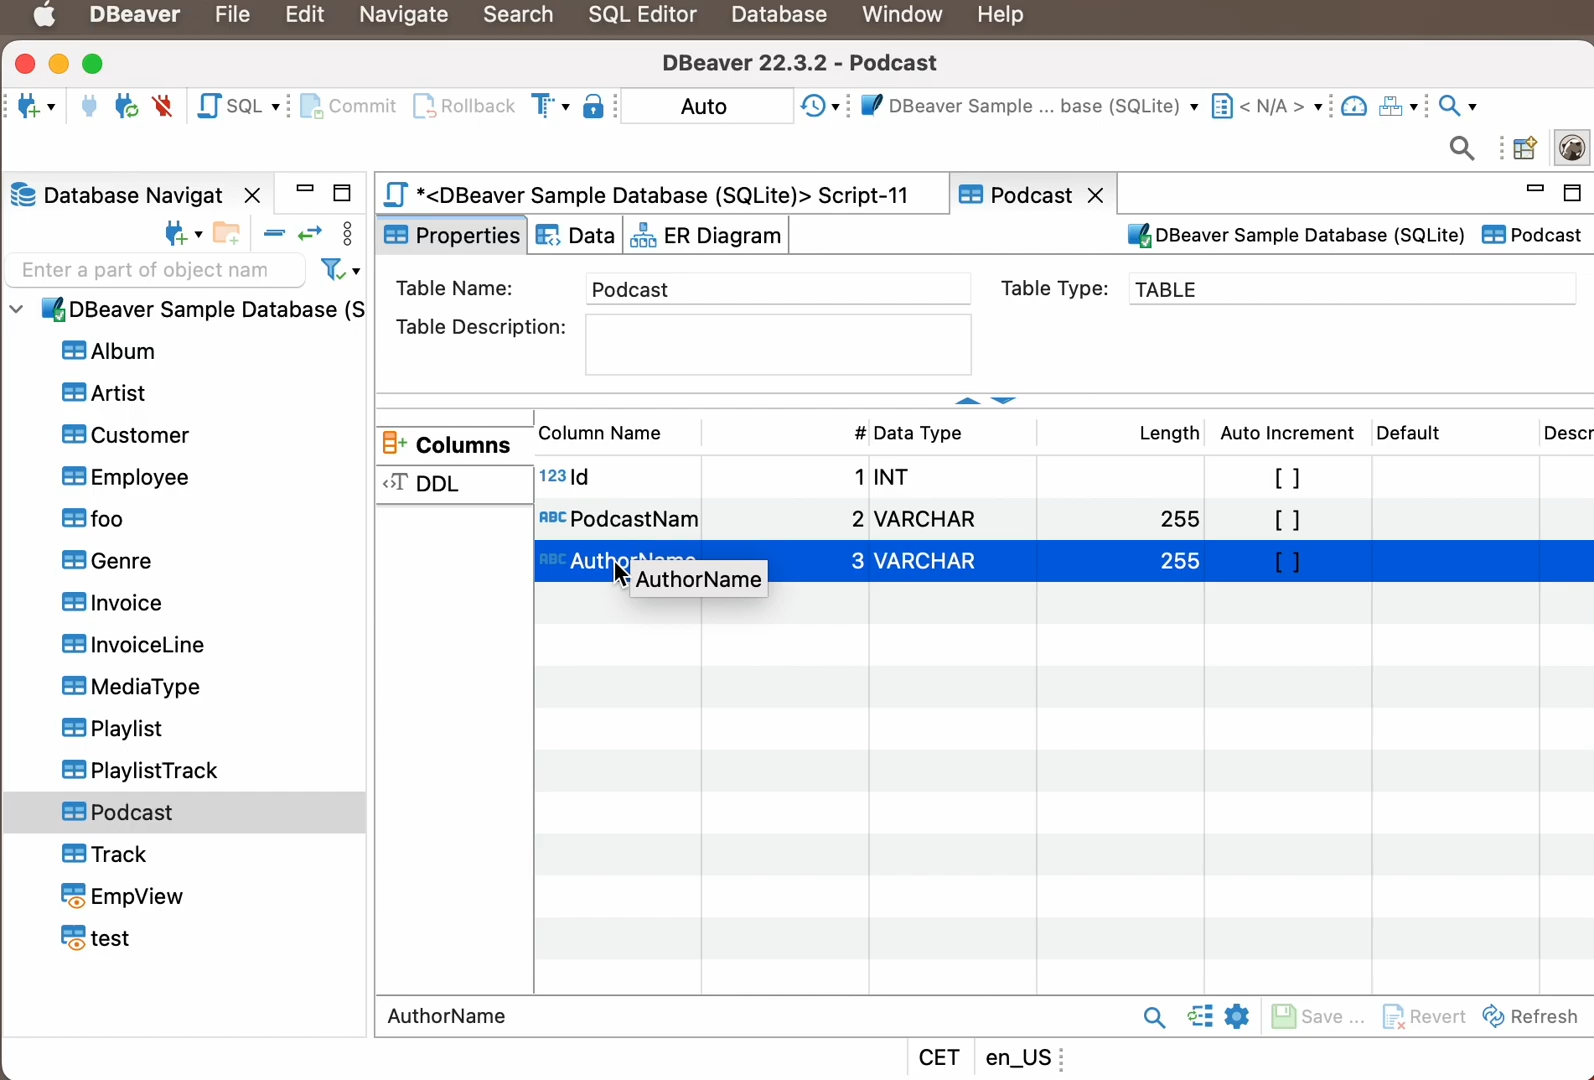 DBeaver File Edit Navigate Search SQL Editor Database Window Help
DBeaver 22.3.2 - Podcast
SQL Commit Rollback Auto DBeaver Sample ... base (SQLite) < N/A >
Database Navigat
*<DBeaver Sample Database (SQLite)> Script-11 Podcast
Properties Data ER Diagram DBeaver Sample Database (SQLite) Podcast
Enter a part of object nam
Table Name: Podcast Table Type: TABLE
Table Description:
DBeaver Sample Database (S
Album
Artist
Customer
Employee
foo
Genre
Invoice
InvoiceLine
MediaType
Playlist
PlaylistTrack
Podcast
Track
EmpView
test
Columns
DDL
Column Name # Data Type Length Auto Increment Default Descr
123 Id 1 INT [ ]
ABC PodcastNam 2 VARCHAR 255 [ ]
ABC AuthorName 3 VARCHAR 255 [ ]
AuthorName
AuthorName Save ... Revert Refresh
CET en_US